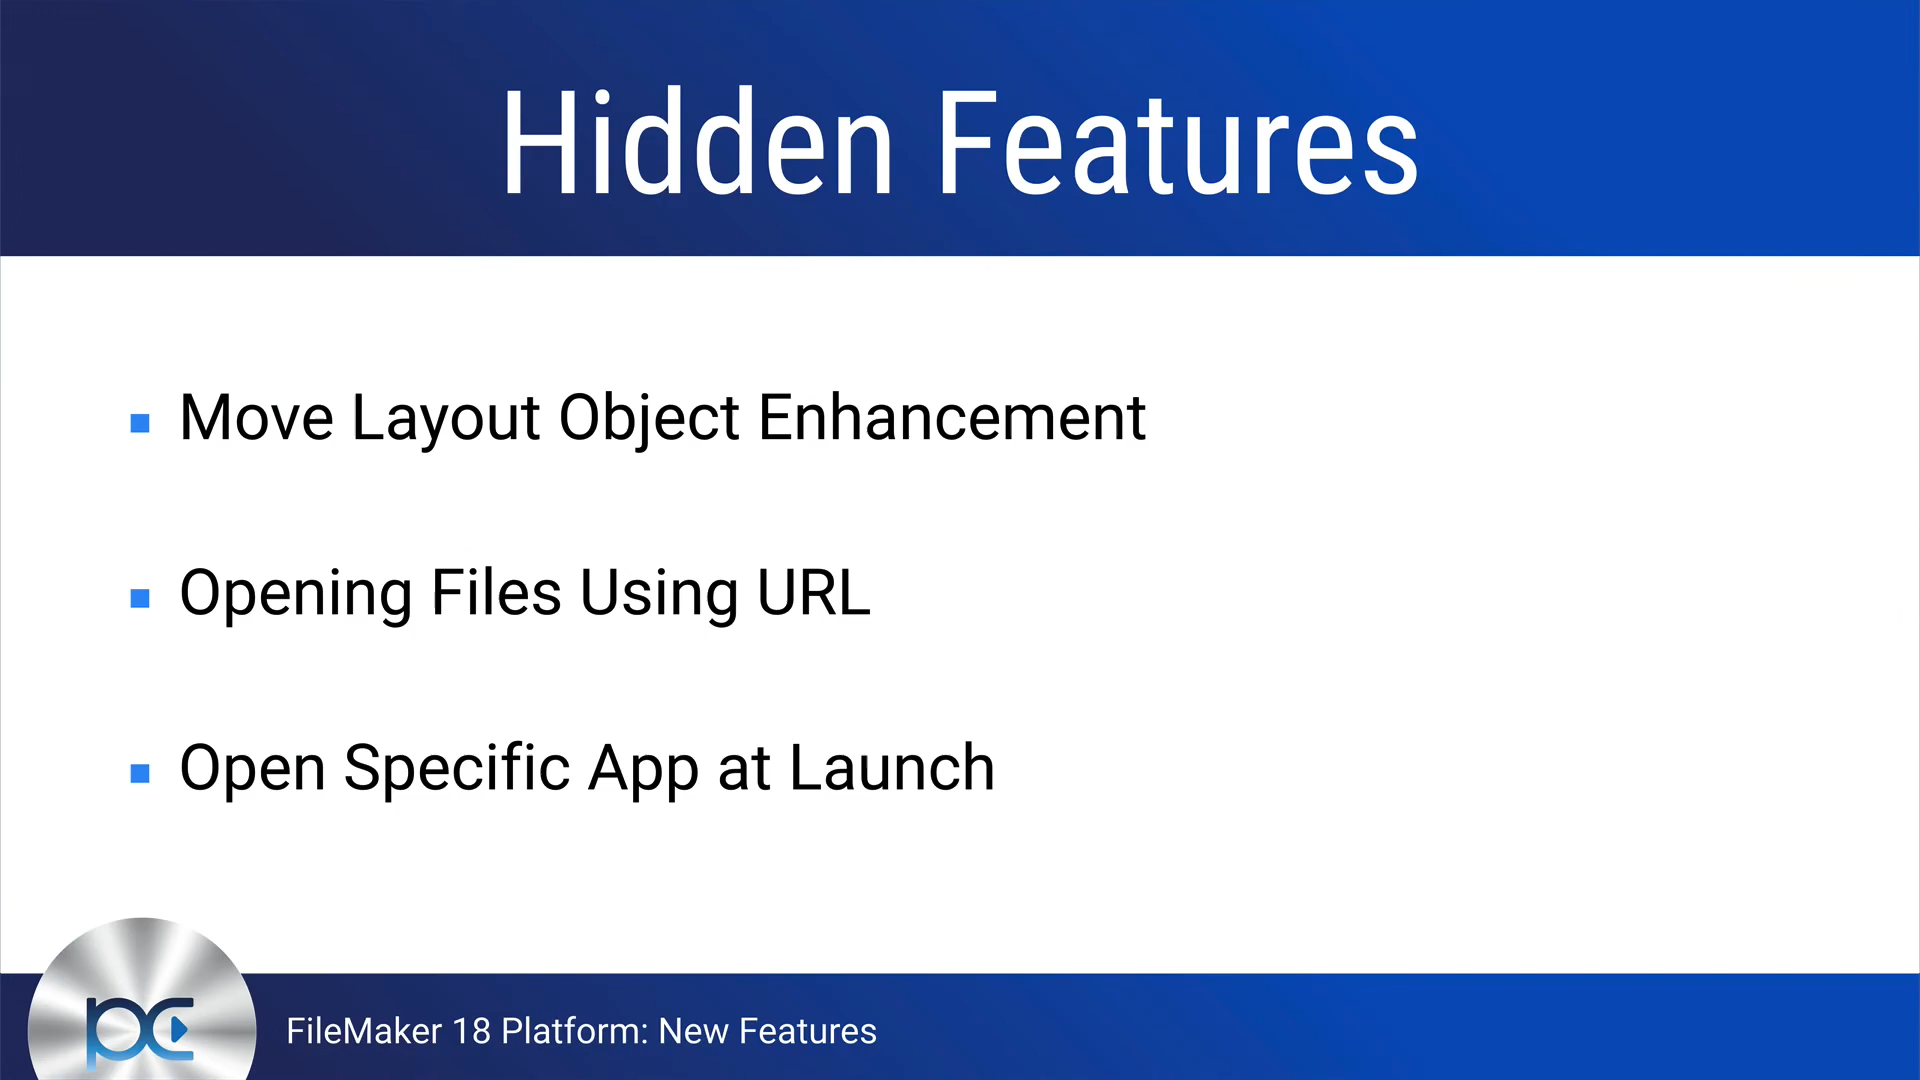 Hidden Features
Move Layout Object Enhancement
Opening Files Using URL
Open Specific App at Launch
pc
FileMaker 18 Platform: New Features